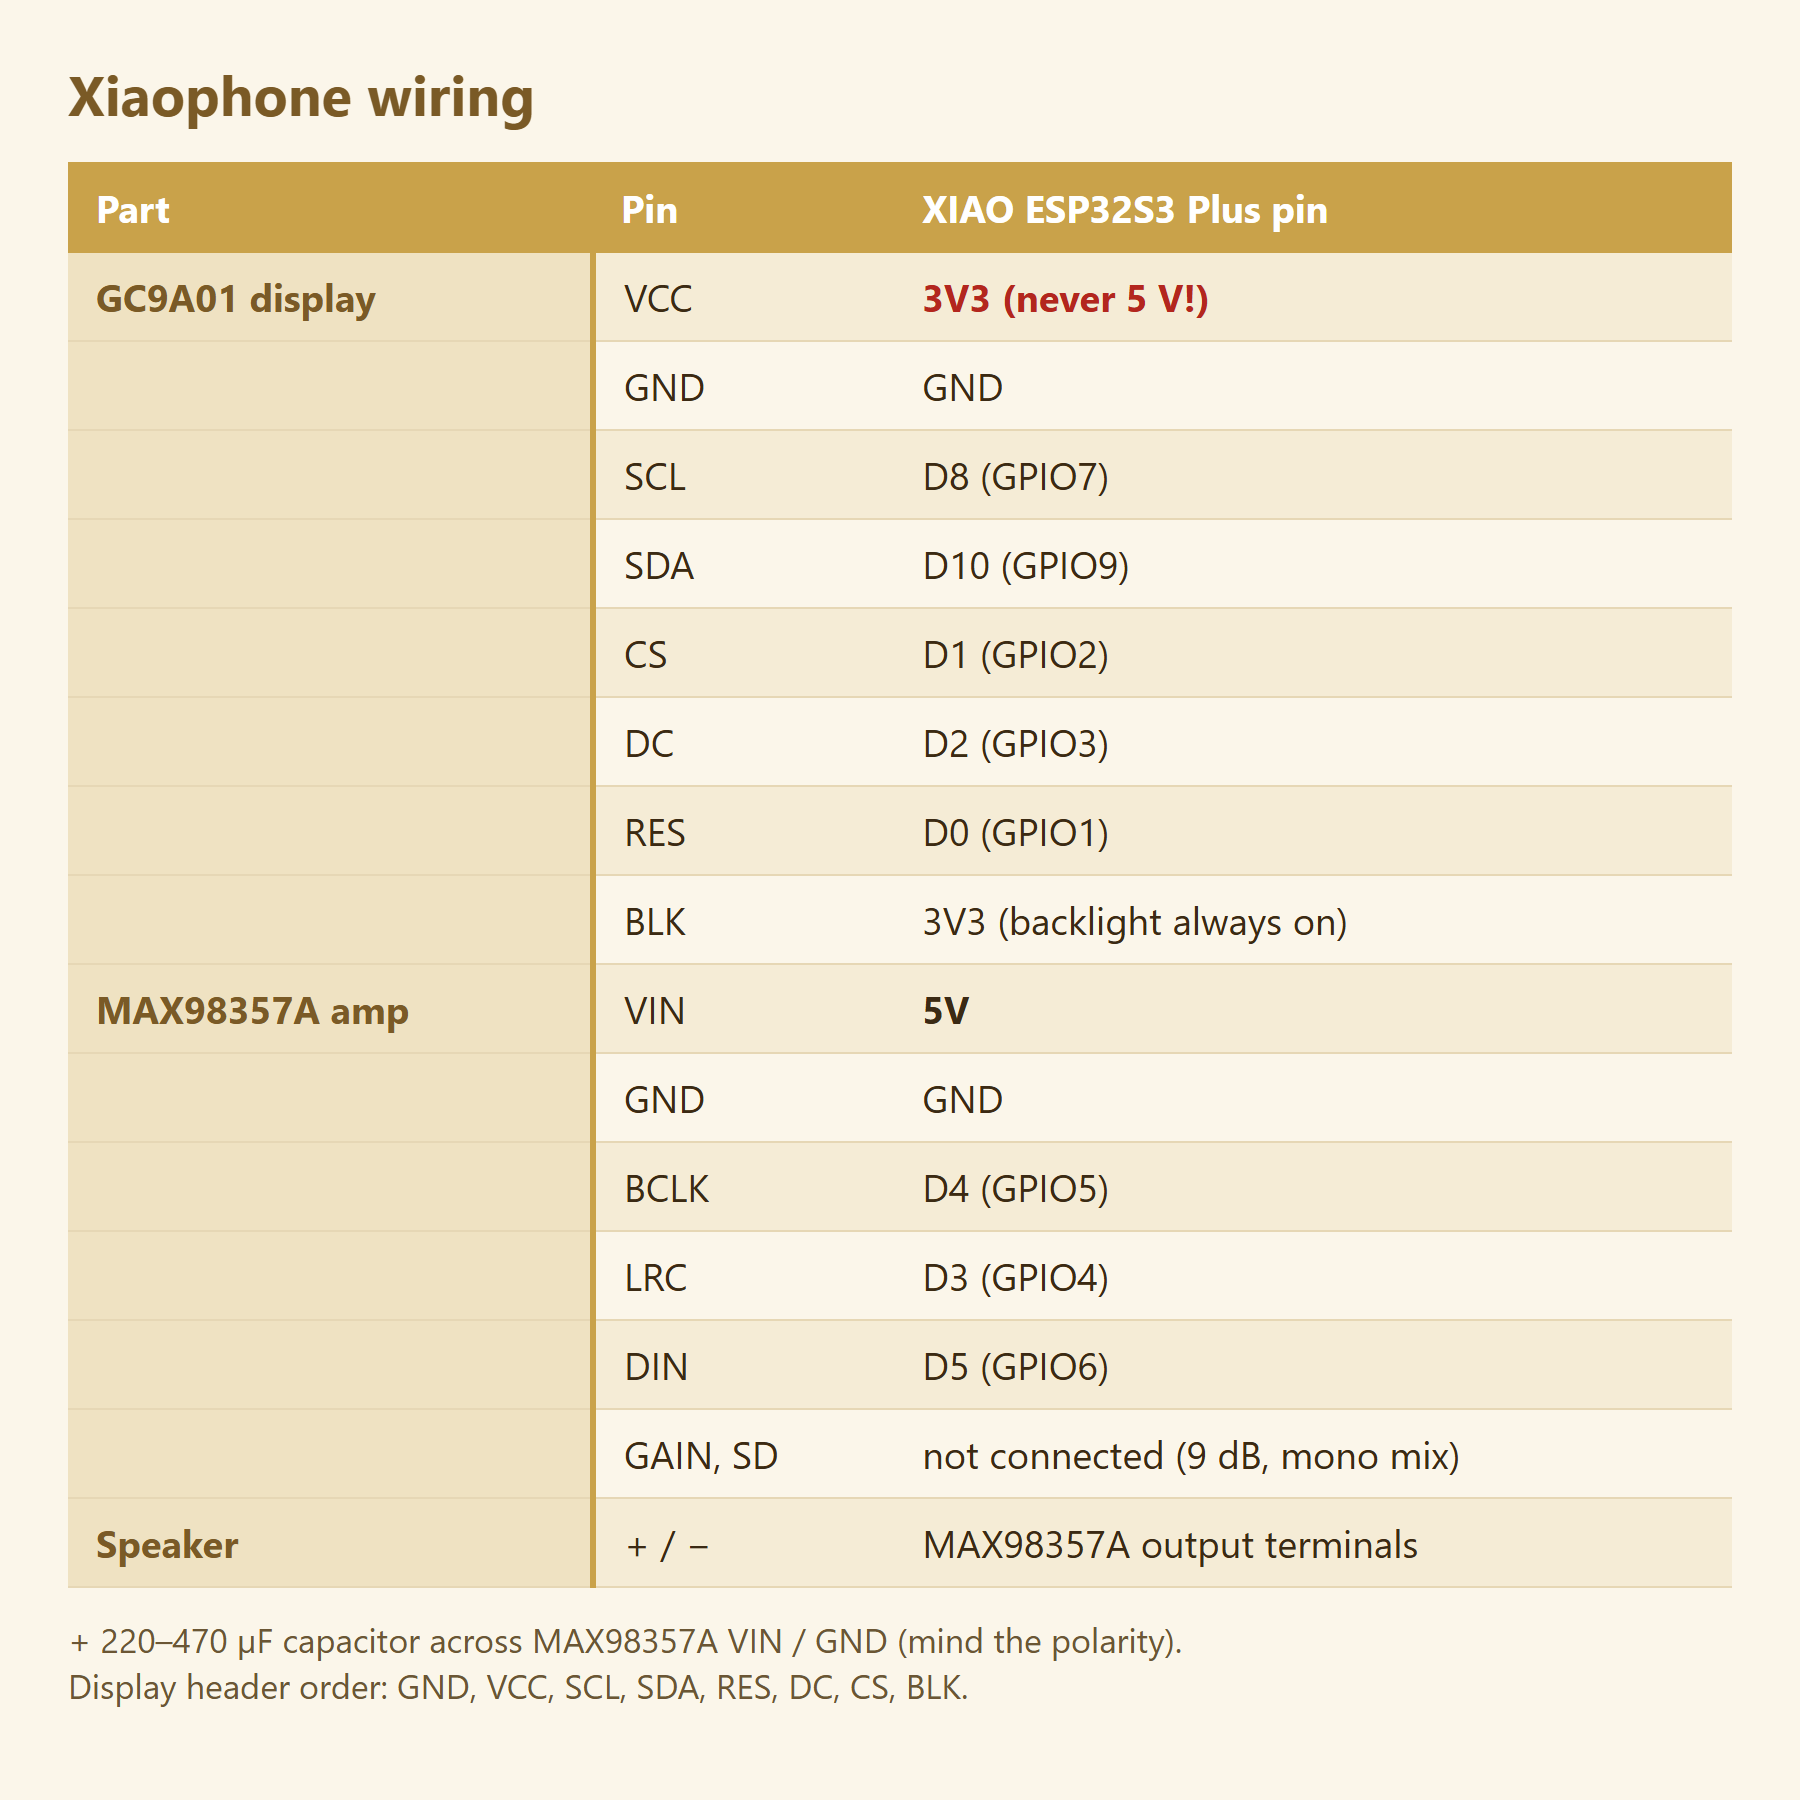 Xiaophone wiring
Part Pin XIAO ESP32S3 Plus pin
GC9A01 display VCC 3V3 (never 5 V!)
GND GND
SCL D8 (GPIO7)
SDA D10 (GPIO9)
CS D1 (GPIO2)
DC D2 (GPIO3)
RES D0 (GPIO1)
BLK 3V3 (backlight always on)
MAX98357A amp VIN 5V
GND GND
BCLK D4 (GPIO5)
LRC D3 (GPIO4)
DIN D5 (GPIO6)
GAIN, SD not connected (9 dB, mono mix)
Speaker + / − MAX98357A output terminals
+ 220–470 µF capacitor across MAX98357A VIN / GND (mind the polarity).
Display header order: GND, VCC, SCL, SDA, RES, DC, CS, BLK.